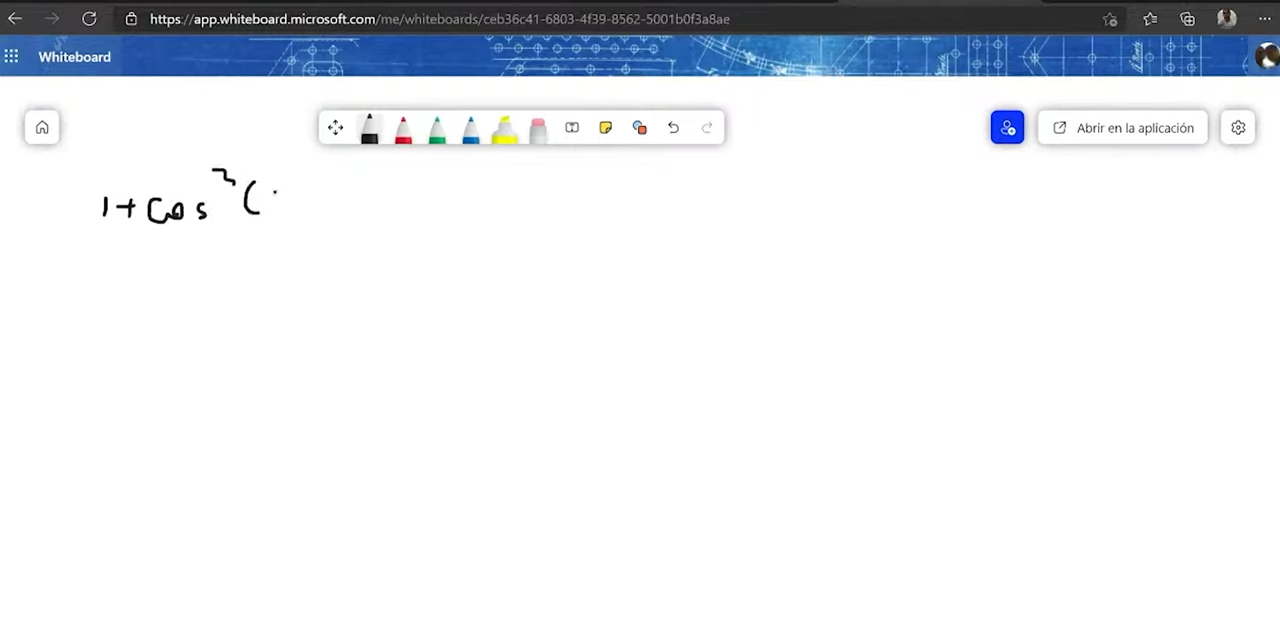 https://app.whiteboard.microsoft.com/me/whiteboards/ceb36c41-6803-4f39-8562-5001b0f3a8ae
Whiteboard
Abrir en la aplicación
1+Cos² (